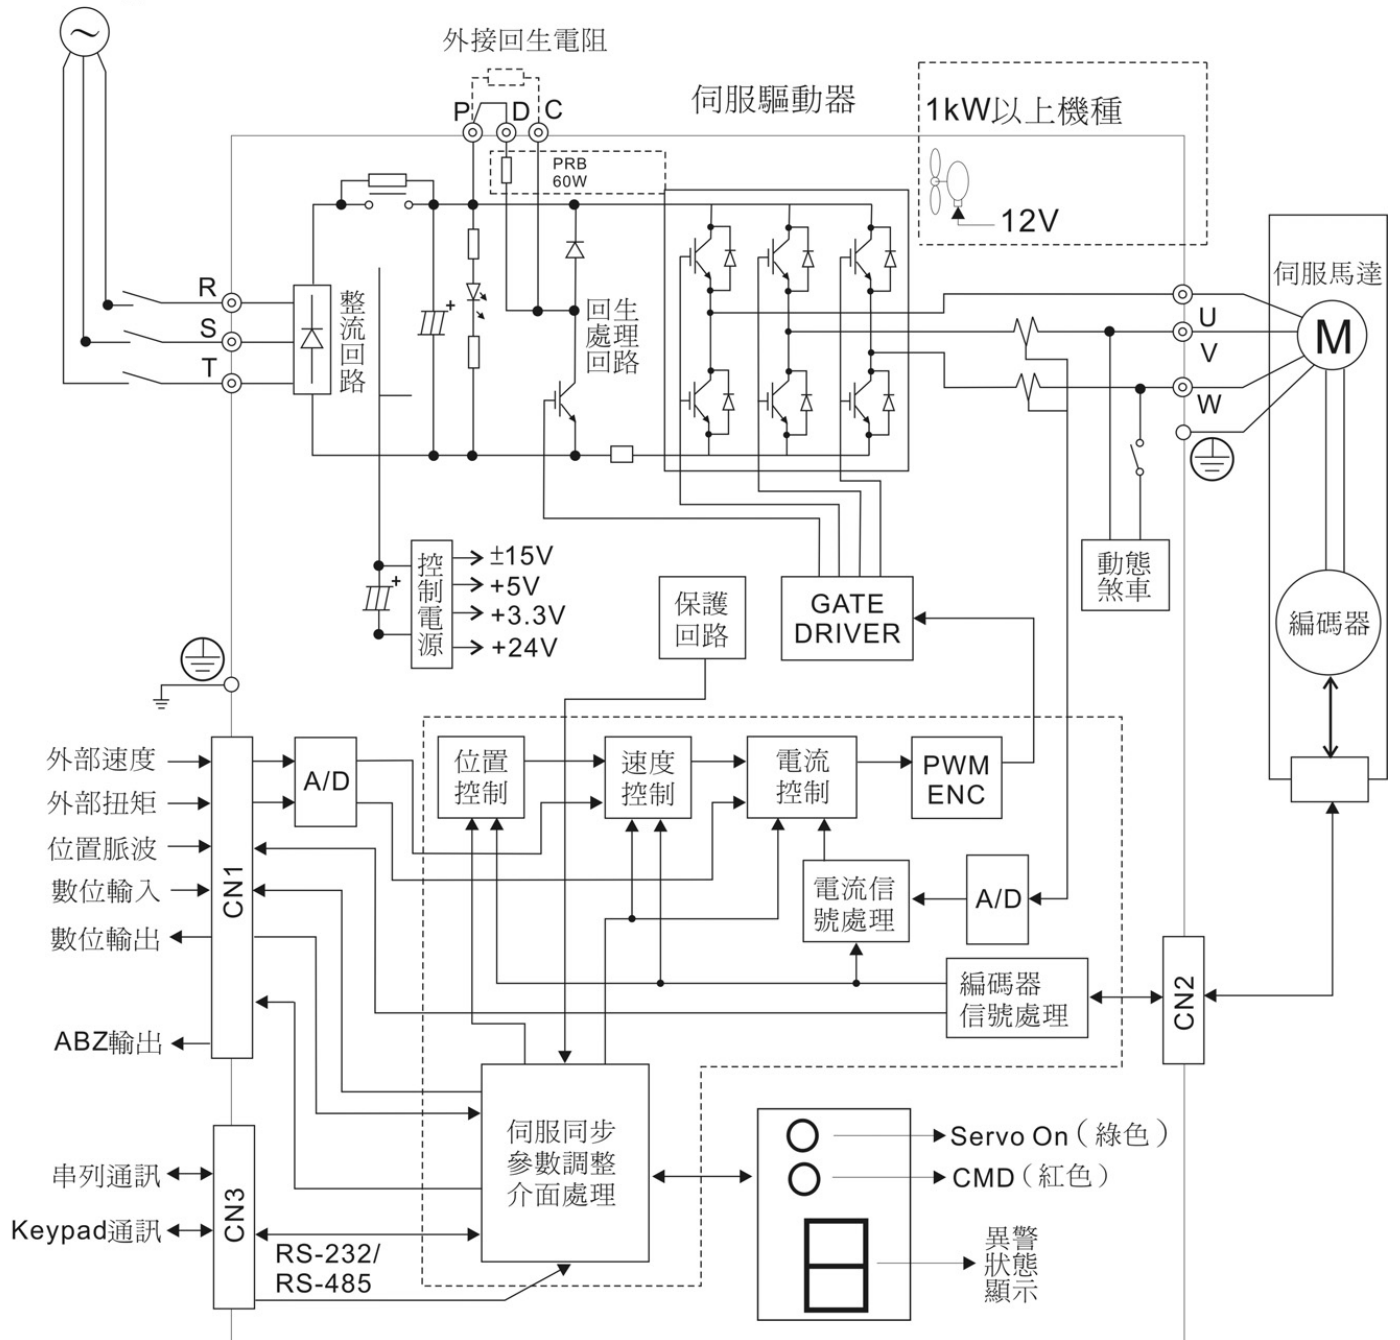 外接回生電阻
伺服驅動器
1kW以上機種
P
D
C
PRB
60W
12V
伺服馬達
R
S
T
整流回路
+
回生
處理
回路
U
V
W
M
動態
煞車
編碼器
控制電源
+
±15V
+5V
+3.3V
+24V
保護
回路
GATE
DRIVER
外部速度
外部扭矩
位置脈波
數位輸入
數位輸出
ABZ輸出
CN1
A/D
位置
控制
速度
控制
電流
控制
PWM
ENC
電流信
號處理
A/D
編碼器
信號處理
CN2
伺服同步
參數調整
介面處理
串列通訊
Keypad通訊
CN3
RS-232/
RS-485
Servo On（綠色）
CMD（紅色）
異警
狀態
顯示